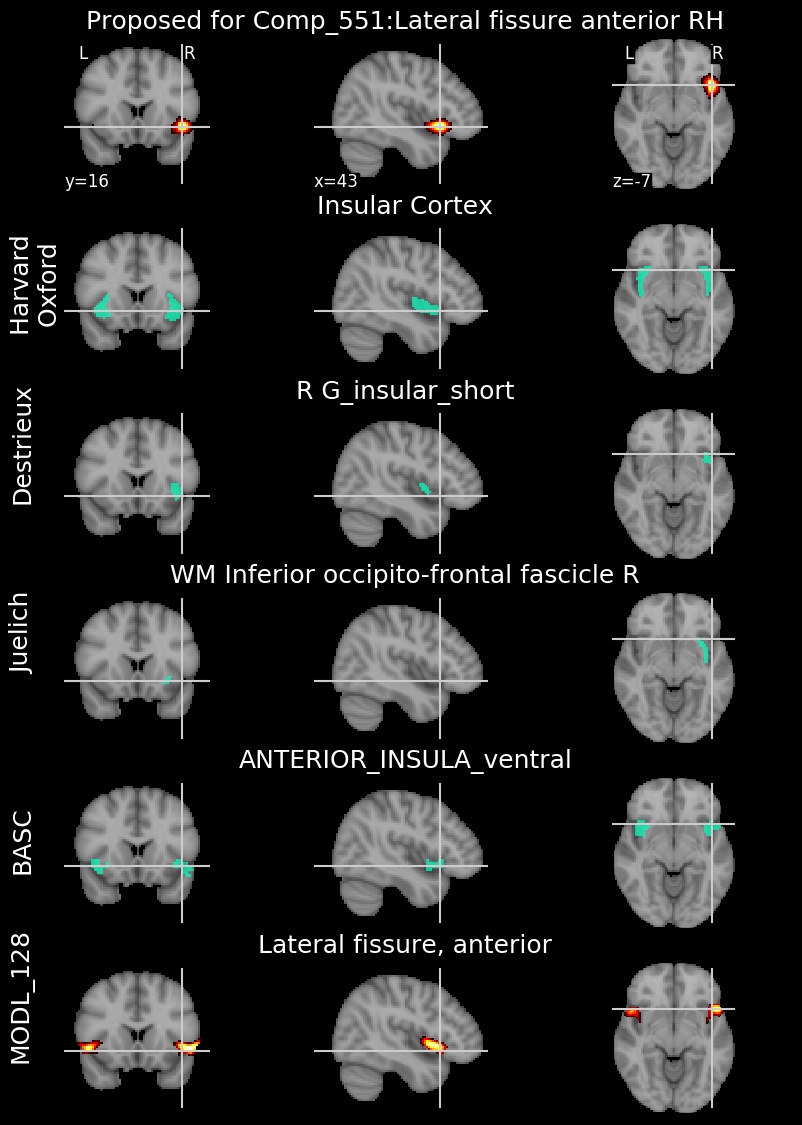 Proposed for Comp_551:Lateral fissure anterior RH
L R
L R
y=16
x=43
z=-7
Insular Cortex
Harvard
Oxford
R G_insular_short
Destrieux
WM Inferior occipito-frontal fascicle R
Juelich
ANTERIOR_INSULA_ventral
BASC
Lateral fissure, anterior
MODL_128